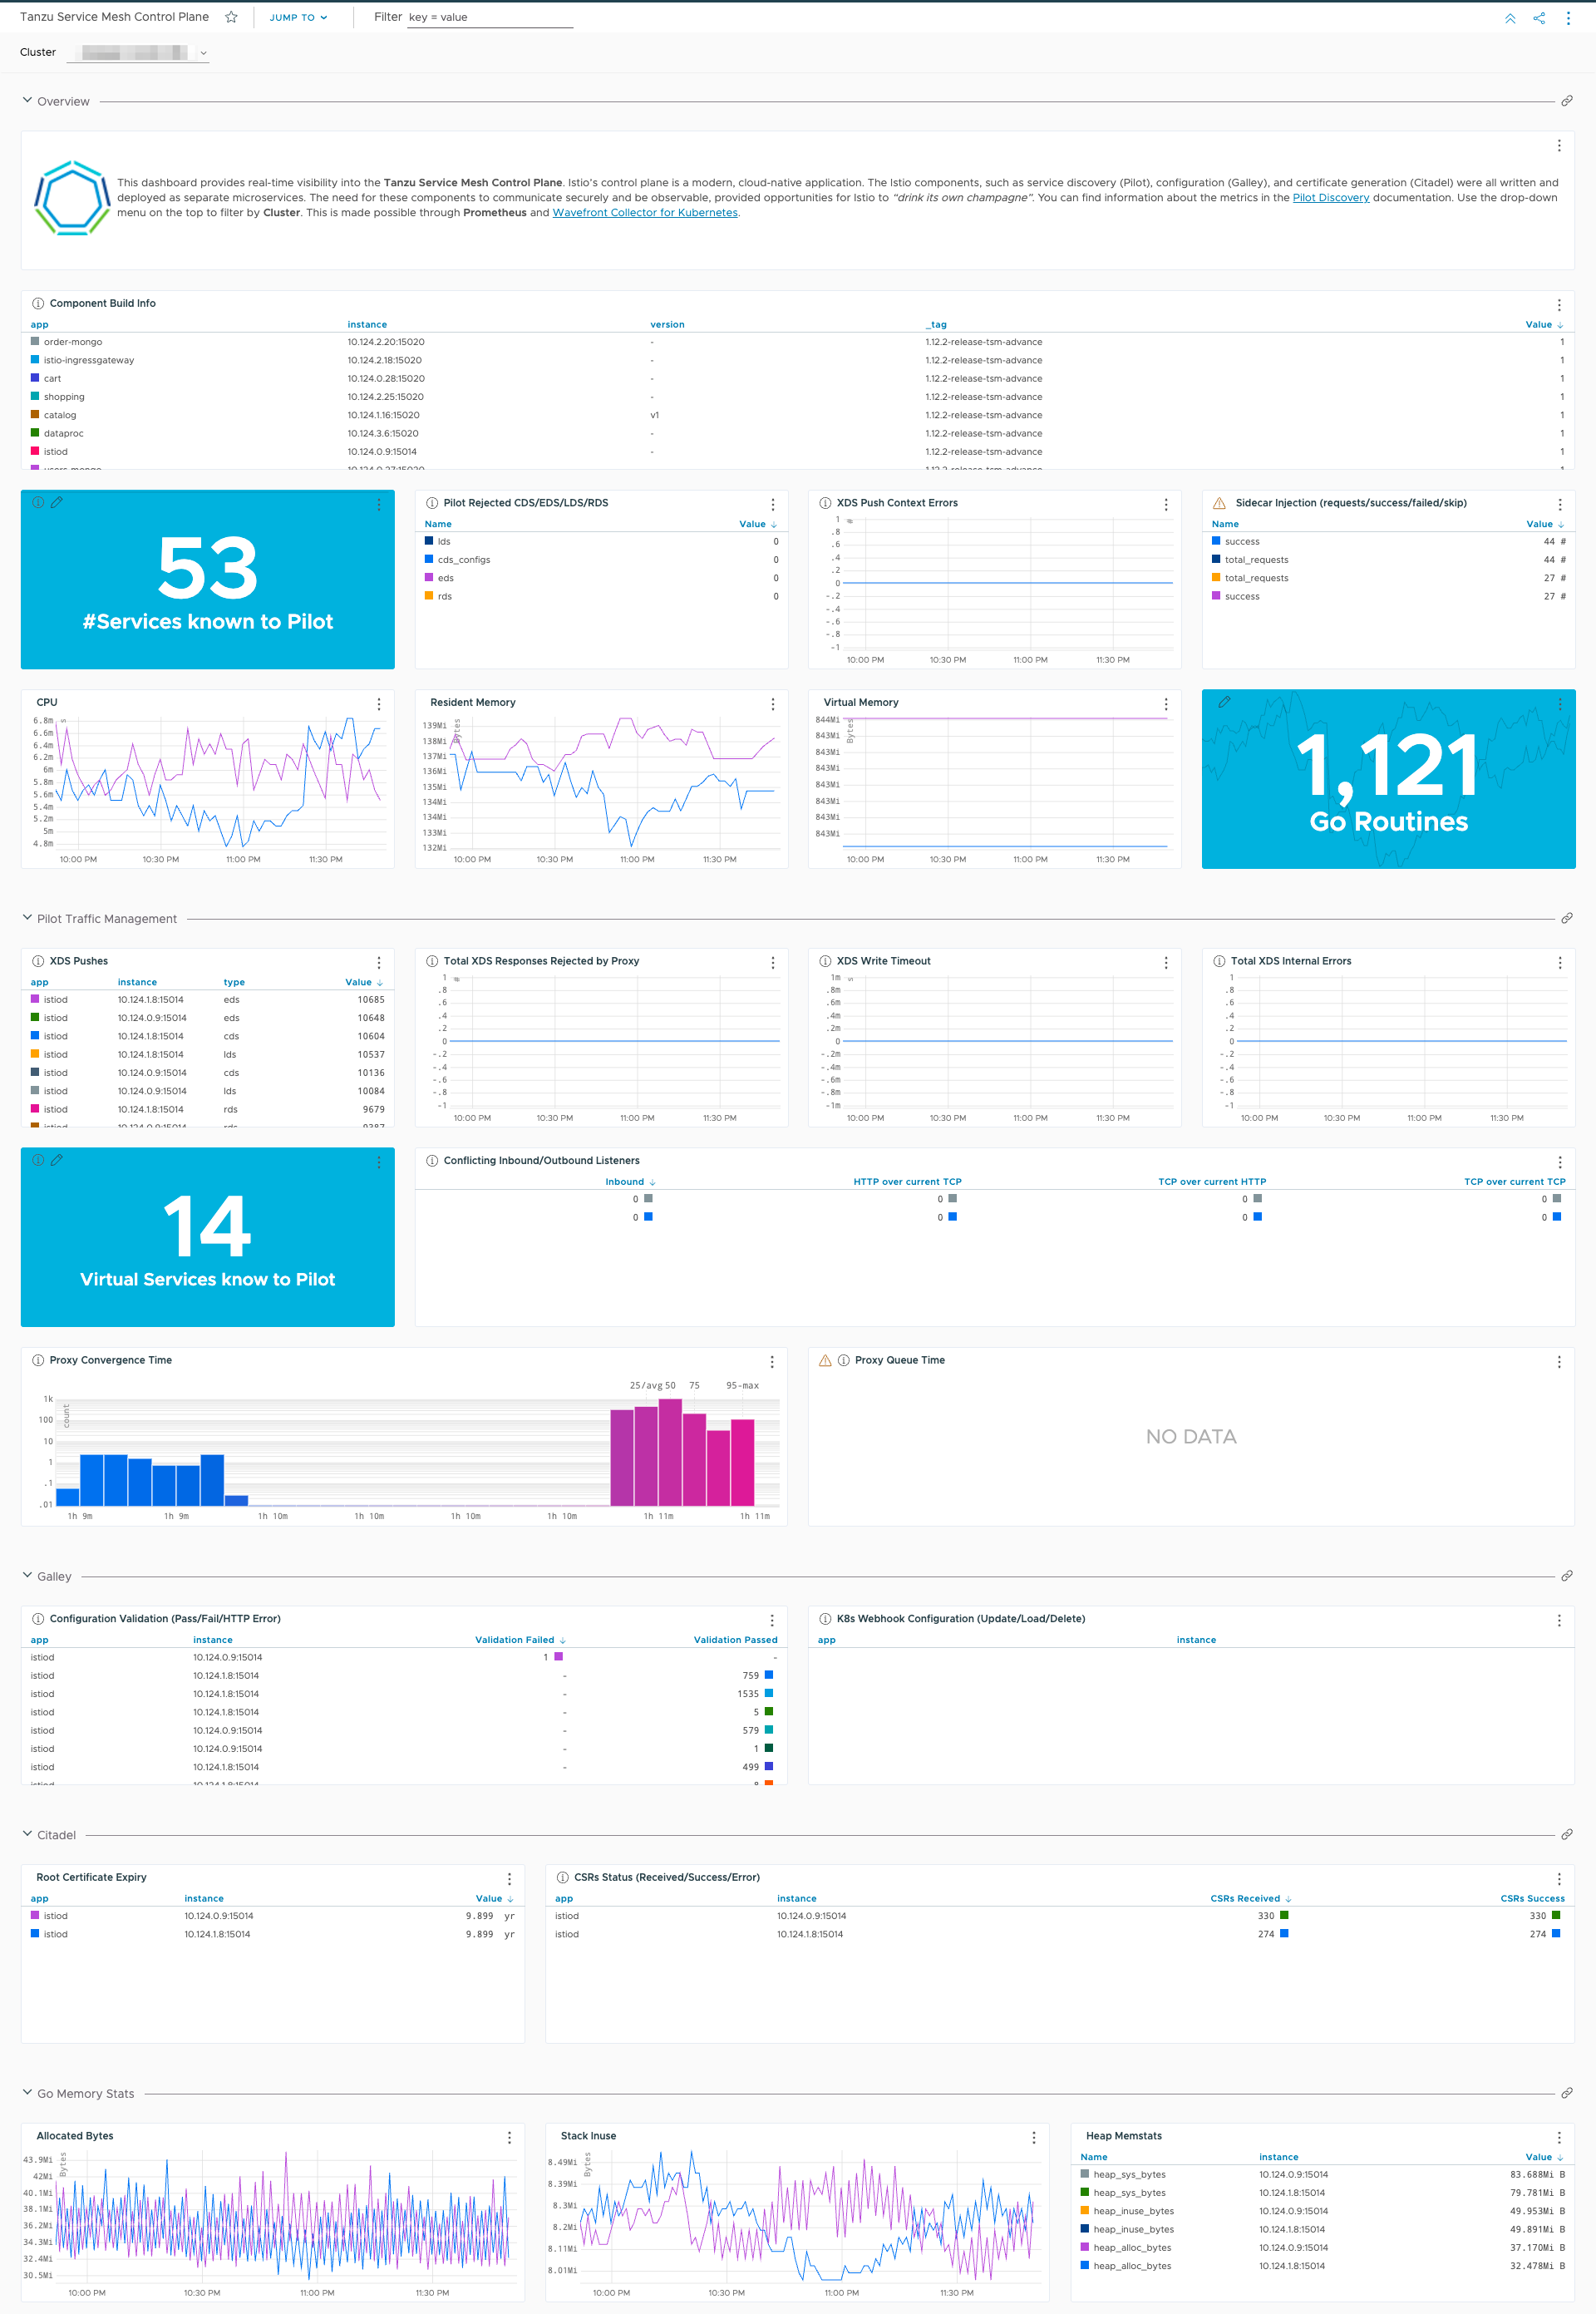 Tanzu Service Mesh Control Plane JUMP TO Filter key = value
Cluster
Overview
This dashboard provides real-time visibility into the Tanzu Service Mesh Control Plane. Istio's control plane is a modern, cloud-native application. The Istio components, such as service discovery (Pilot), configuration (Galley), and certificate generation (Citadel) were all written and
deployed as separate microservices. The need for these components to communicate securely and be observable, provided opportunities for Istio to "drink its own champagne". You can find information about the metrics in the Pilot Discovery documentation. Use the drop-down
menu on the top to filter by Cluster. This is made possible through Prometheus and Wavefront Collector for Kubernetes.
Component Build Info
app instance version _tag Value
order-mongo 10.124.2.20:15020 - 1.12.2-release-tsm-advance 1
istio-ingressgateway 10.124.2.18:15020 - 1.12.2-release-tsm-advance 1
cart 10.124.0.28:15020 - 1.12.2-release-tsm-advance 1
shopping 10.124.2.25:15020 - 1.12.2-release-tsm-advance 1
catalog 10.124.1.16:15020 v1 1.12.2-release-tsm-advance 1
dataproc 10.124.3.6:15020 - 1.12.2-release-tsm-advance 1
istiod 10.124.0.9:15014 - 1.12.2-release-tsm-advance 1
users-mongo 10.124.0.27:15020 1.12.2-release-tsm-advance 1
53
#Services known to Pilot
Pilot Rejected CDS/EDS/LDS/RDS
Name Value
lds 0
cds_configs 0
eds 0
rds 0
XDS Push Context Errors
#
1
.8
.6
.4
.2
0
-.2
-.4
-.6
-.8
-1
10:00 PM 10:30 PM 11:00 PM 11:30 PM
Sidecar Injection (requests/success/failed/skip)
Name Value
success 44 #
total_requests 44 #
total_requests 27 #
success 27 #
CPU
s
6.8m
6.6m
6.4m
6.2m
6m
5.8m
5.6m
5.4m
5.2m
5m
4.8m
10:00 PM 10:30 PM 11:00 PM 11:30 PM
Resident Memory
Bytes
139Mi
138Mi
137Mi
136Mi
135Mi
134Mi
133Mi
132Mi
10:00 PM 10:30 PM 11:00 PM 11:30 PM
Virtual Memory
Bytes
844Mi
843Mi
843Mi
843Mi
843Mi
843Mi
843Mi
843Mi
10:00 PM 10:30 PM 11:00 PM 11:30 PM
1,121
Go Routines
Pilot Traffic Management
XDS Pushes
app instance type Value
istiod 10.124.1.8:15014 eds 10685
istiod 10.124.0.9:15014 eds 10648
istiod 10.124.1.8:15014 cds 10604
istiod 10.124.1.8:15014 lds 10537
istiod 10.124.0.9:15014 cds 10136
istiod 10.124.0.9:15014 lds 10084
istiod 10.124.1.8:15014 rds 9679
istiod 10.124.0.9:15014 rds 9387
Total XDS Responses Rejected by Proxy
#
1
.8
.6
.4
.2
0
-.2
-.4
-.6
-.8
-1
10:00 PM 10:30 PM 11:00 PM 11:30 PM
XDS Write Timeout
s
1m
.8m
.6m
.4m
.2m
0
-.2m
-.4m
-.6m
-.8m
-1m
10:00 PM 10:30 PM 11:00 PM 11:30 PM
Total XDS Internal Errors
1
.8
.6
.4
.2
0
-.2
-.4
-.6
-.8
-1
10:00 PM 10:30 PM 11:00 PM 11:30 PM
14
Virtual Services know to Pilot
Conflicting Inbound/Outbound Listeners
Inbound HTTP over current TCP TCP over current HTTP TCP over current TCP
0 0 0 0
0 0 0 0
Proxy Convergence Time
25/avg 50 75 95-max
count
1k
100
10
1
.1
.01
1h 9m 1h 9m 1h 10m 1h 10m 1h 10m 1h 10m 1h 11m 1h 11m
Proxy Queue Time
NO DATA
Galley
Configuration Validation (Pass/Fail/HTTP Error)
app instance Validation Failed Validation Passed
istiod 10.124.0.9:15014 1 -
istiod 10.124.1.8:15014 - 759
istiod 10.124.1.8:15014 - 1535
istiod 10.124.1.8:15014 - 5
istiod 10.124.0.9:15014 - 579
istiod 10.124.0.9:15014 - 1
istiod 10.124.1.8:15014 - 499
istiod 10.124.1.8:15014 8
K8s Webhook Configuration (Update/Load/Delete)
app instance
Citadel
Root Certificate Expiry
app instance Value
istiod 10.124.0.9:15014 9.899 yr
istiod 10.124.1.8:15014 9.899 yr
CSRs Status (Received/Success/Error)
app instance CSRs Received CSRs Success
istiod 10.124.0.9:15014 330 330
istiod 10.124.1.8:15014 274 274
Go Memory Stats
Allocated Bytes
Bytes
43.9Mi
42Mi
40.1Mi
38.1Mi
36.2Mi
34.3Mi
32.4Mi
30.5Mi
10:00 PM 10:30 PM 11:00 PM 11:30 PM
Stack Inuse
Bytes
8.49Mi
8.39Mi
8.3Mi
8.2Mi
8.11Mi
8.01Mi
10:00 PM 10:30 PM 11:00 PM 11:30 PM
Heap Memstats
Name instance Value
heap_sys_bytes 10.124.0.9:15014 83.688Mi B
heap_sys_bytes 10.124.1.8:15014 79.781Mi B
heap_inuse_bytes 10.124.0.9:15014 49.953Mi B
heap_inuse_bytes 10.124.1.8:15014 49.891Mi B
heap_alloc_bytes 10.124.0.9:15014 37.170Mi B
heap_alloc_bytes 10.124.1.8:15014 32.478Mi B